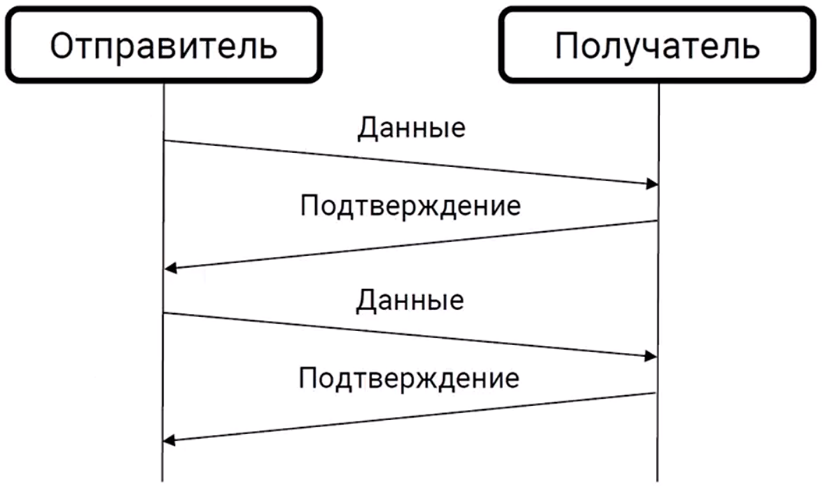 Отправитель
Получатель
Данные
Подтверждение
Данные
Подтверждение